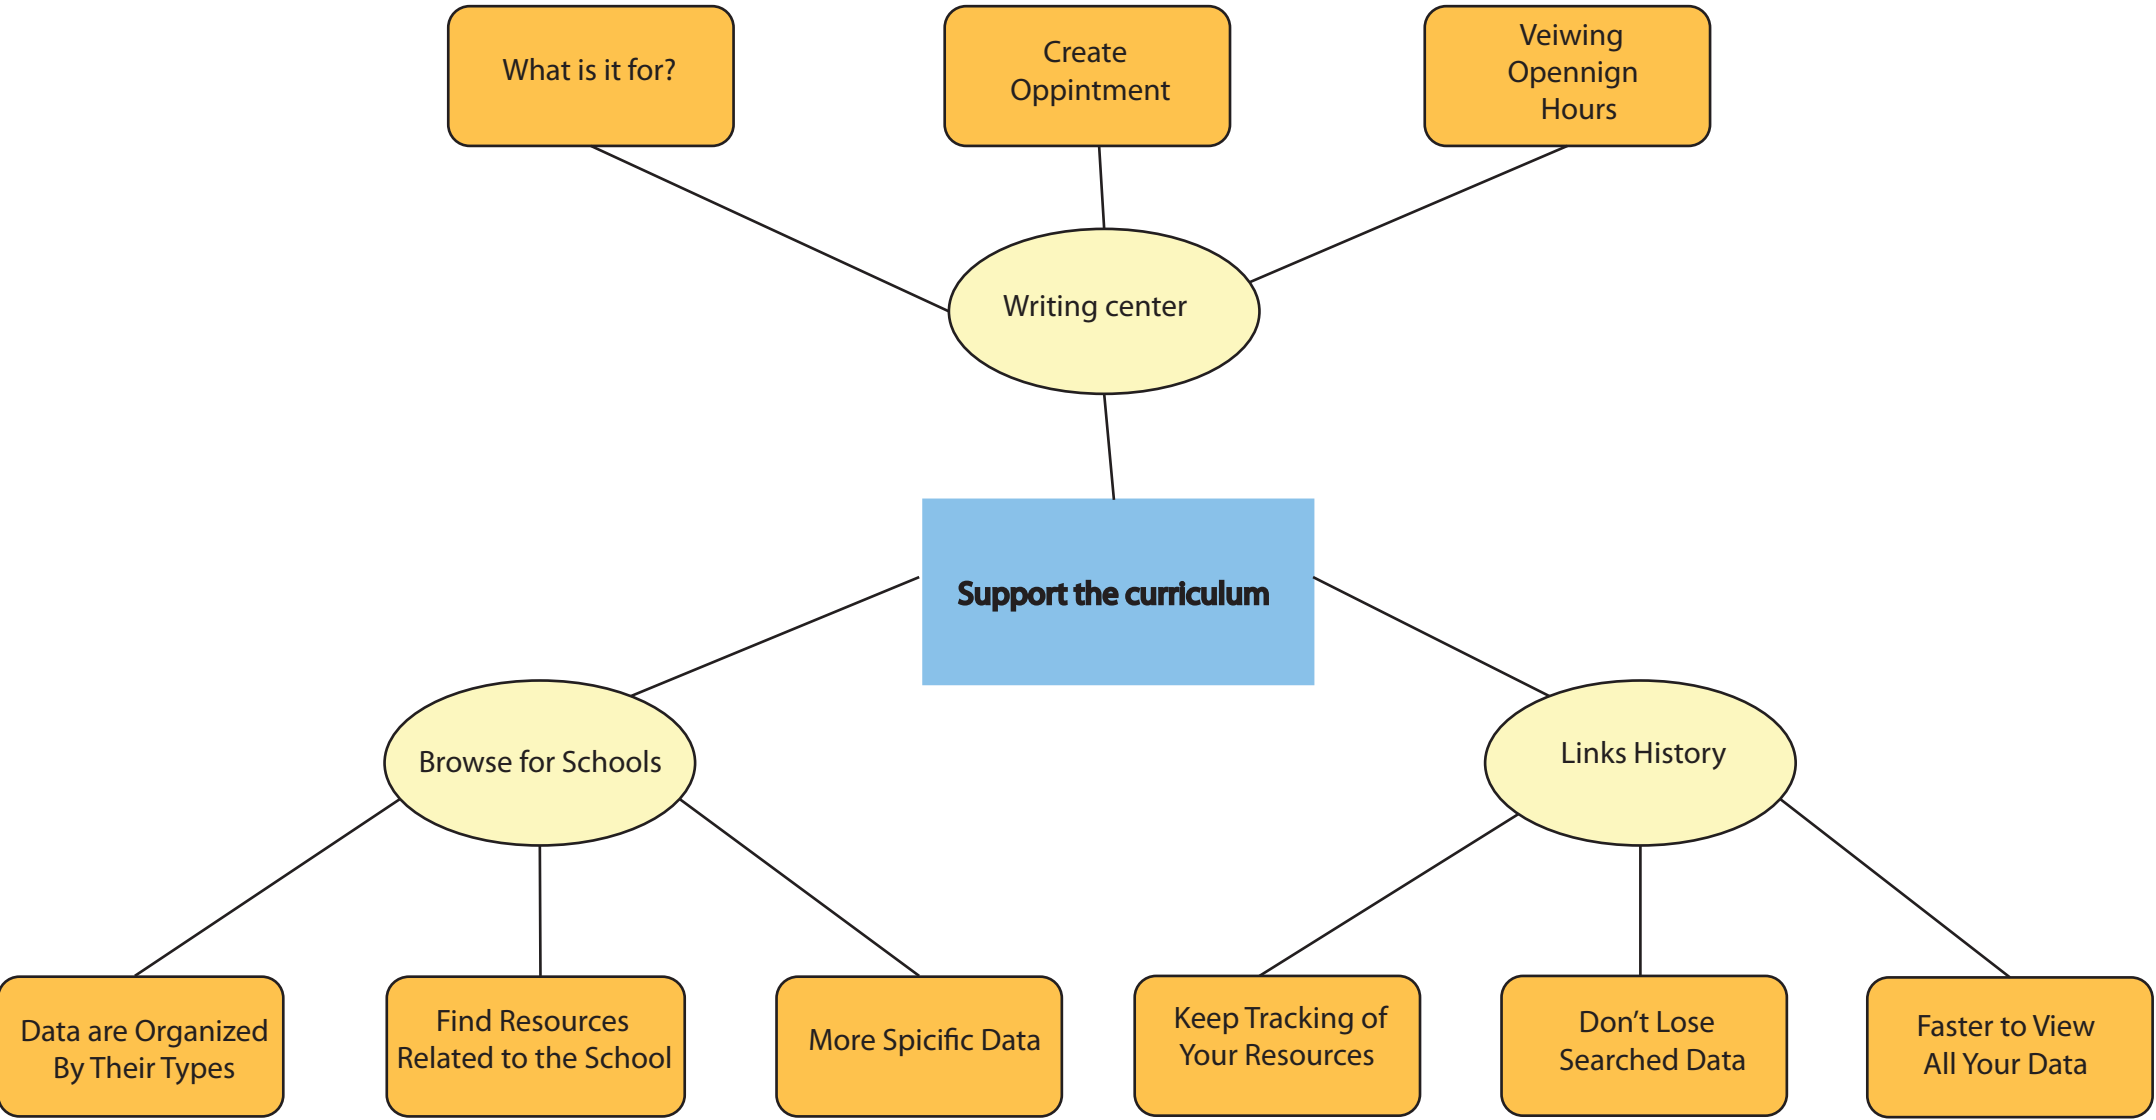 What is it for?
Create
Oppintment
Veiwing
Opennign
Hours
Writing center
Support the curriculum
Browse for Schools
Links History
Data are Organized
By Their Types
Find Resources
Related to the School
More Spicific Data
Keep Tracking of
Your Resources
Don't Lose
Searched Data
Faster to View
All Your Data